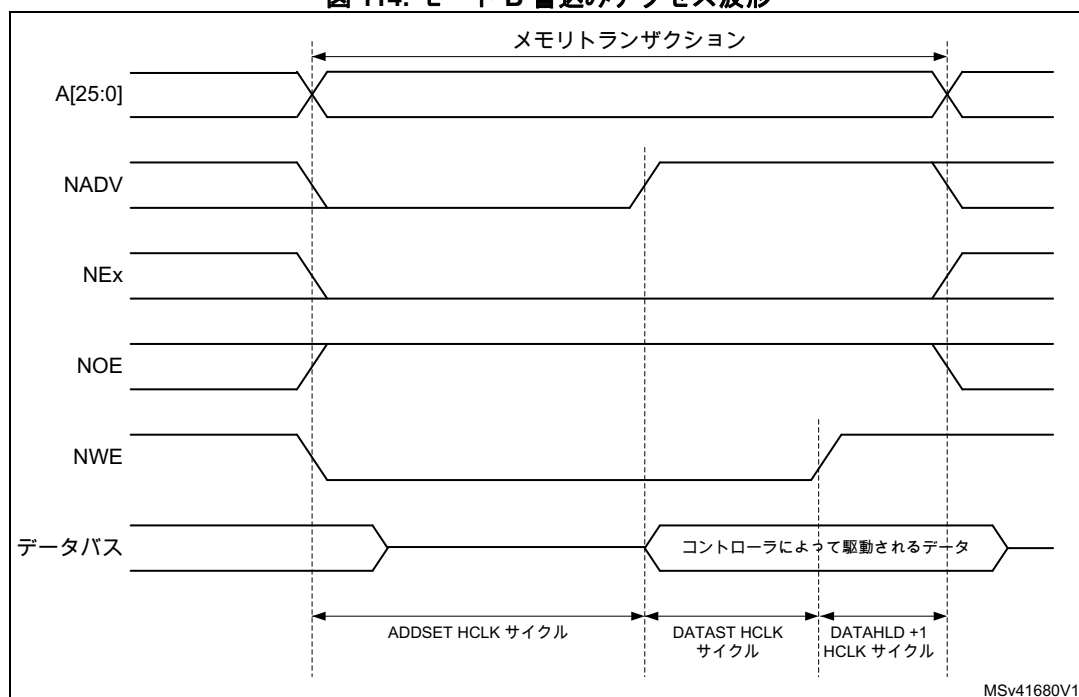 メモリトランザクション
A[25:0]
NADV
NEx
NOE
NWE
データバス
コントローラによって駆動されるデータ
ADDSET HCLK サイクル
DATAST HCLK
サイクル
DATAHLD +1
HCLK サイクル
MSv41680V1